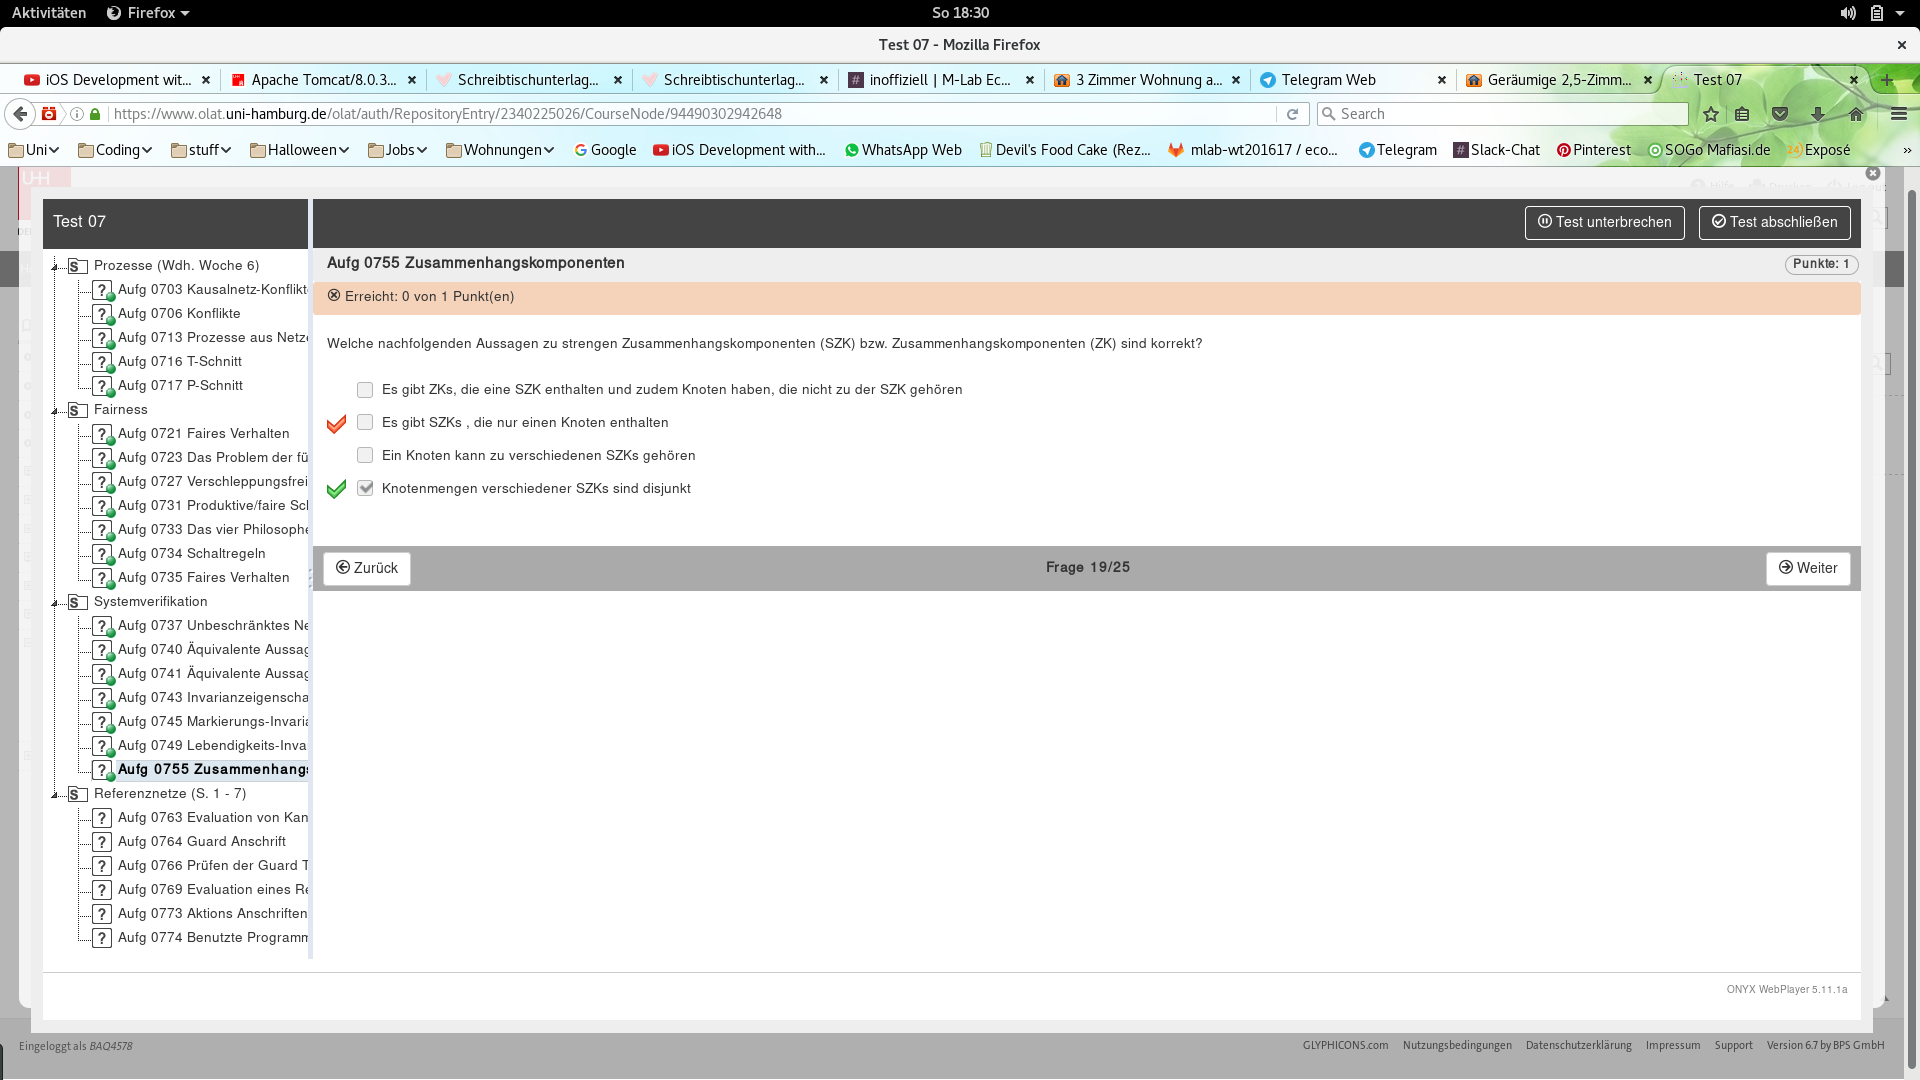 Aktivitäten Firefox So 18:30
Test 07 - Mozilla Firefox
iOS Development wit... Apache Tomcat/8.0.3... Schreibtischunterlag... Schreibtischunterlag... inoffiziell | M-Lab Ec... 3 Zimmer Wohnung a... Telegram Web Geräumige 2,5-Zimm... Test 07
https://www.olat.uni-hamburg.de/olat/auth/RepositoryEntry/2340225026/CourseNode/94490302942648 Search
Uni Coding stuff Halloween Jobs Wohnungen Google iOS Development with... WhatsApp Web Devil's Food Cake (Rez... mlab-wt201617 / eco... Telegram Slack-Chat Pinterest SOGo Mafiasi.de Exposé »
Test 07 Test unterbrechen Test abschließen
Prozesse (Wdh. Woche 6)
Aufg 0703 Kausalnetz-Konflikt
Aufg 0706 Konflikte
Aufg 0713 Prozesse aus Netz
Aufg 0716 T-Schnitt
Aufg 0717 P-Schnitt
Fairness
Aufg 0721 Faires Verhalten
Aufg 0723 Das Problem der fü
Aufg 0727 Verschleppungsfrei
Aufg 0731 Produktive/faire Sc
Aufg 0733 Das vier Philosophe
Aufg 0734 Schaltregeln
Aufg 0735 Faires Verhalten
Systemverifikation
Aufg 0737 Unbeschränktes Ne
Aufg 0740 Äquivalente Aussag
Aufg 0741 Äquivalente Aussag
Aufg 0743 Invarianzeigenscha
Aufg 0745 Markierungs-Invaria
Aufg 0749 Lebendigkeits-Inva
Aufg 0755 Zusammenhangs
Referenznetze (S. 1 - 7)
Aufg 0763 Evaluation von Kan
Aufg 0764 Guard Anschrift
Aufg 0766 Prüfen der Guard T
Aufg 0769 Evaluation eines Re
Aufg 0773 Aktions Anschriften
Aufg 0774 Benutzte Programm
Aufg 0755 Zusammenhangskomponenten Punkte: 1
Erreicht: 0 von 1 Punkt(en)
Welche nachfolgenden Aussagen zu strengen Zusammenhangskomponenten (SZK) bzw. Zusammenhangskomponenten (ZK) sind korrekt?
Es gibt ZKs, die eine SZK enthalten und zudem Knoten haben, die nicht zu der SZK gehören
Es gibt SZKs , die nur einen Knoten enthalten
Ein Knoten kann zu verschiedenen SZKs gehören
Knotenmengen verschiedener SZKs sind disjunkt
Zurück Frage 19/25 Weiter
ONYX WebPlayer 5.11.1a
Eingeloggt als BAQ4578 GLYPHICONS.com Nutzungsbedingungen Datenschutzerklärung Impressum Support Version 6.7 by BPS GmbH